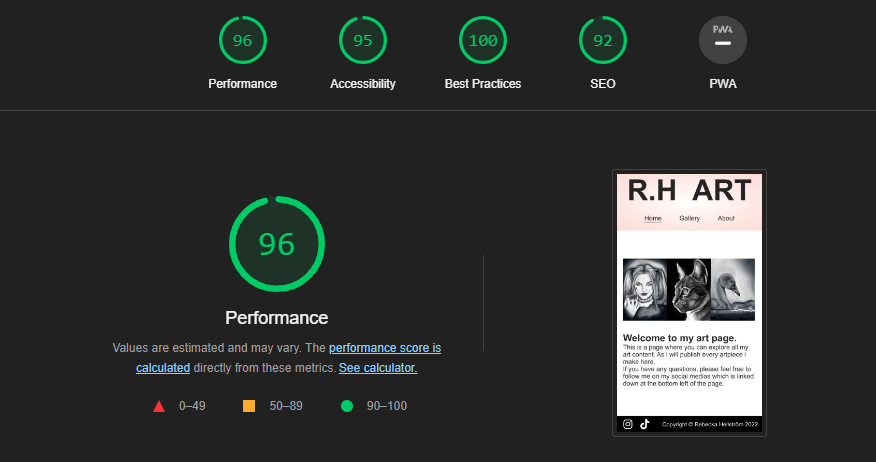 96
95
100
92
PWA
Performance
Accessibility
Best Practices
SEO
PWA
96
Performance
Values are estimated and may vary. The performance score is
calculated directly from these metrics. See calculator.
0–49
50–89
90–100
R.H ART
Home
Gallery
About
Welcome to my art page.
This is a page where you can explore all my
art content. As I will publish every artpiece I
make here.
If you have any questions, please feel free to
follow me on my social medias which is linked
down at the bottom left of the page.
Copyright © Rebecka Hellström 2022